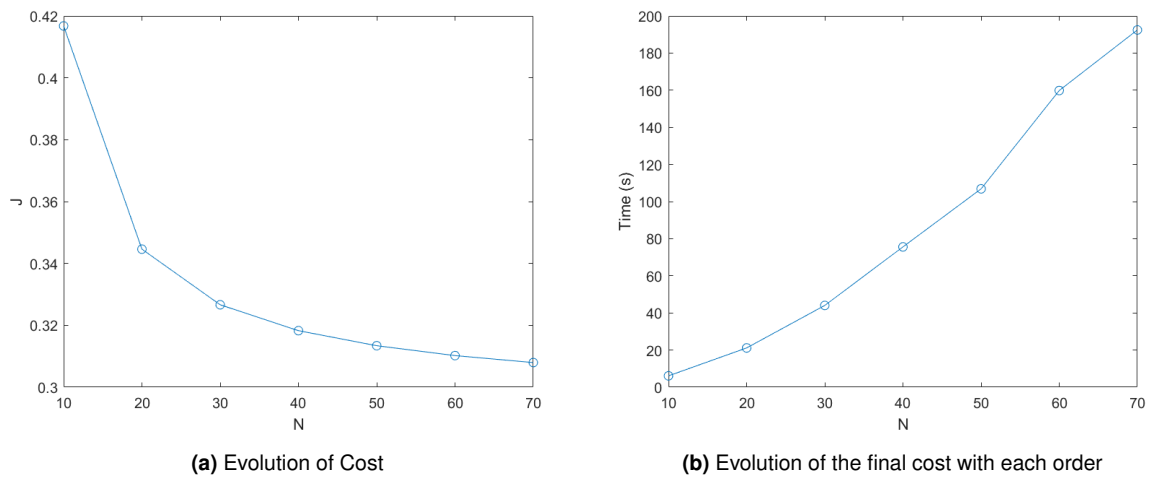 0.42
0.4
0.38
0.36
0.34
0.32
0.3
J
10 20 30 40 50 60 70
N
(a) Evolution of Cost
200
180
160
140
120
100
80
60
40
20
0
Time (s)
10 20 30 40 50 60 70
N
(b) Evolution of the final cost with each order